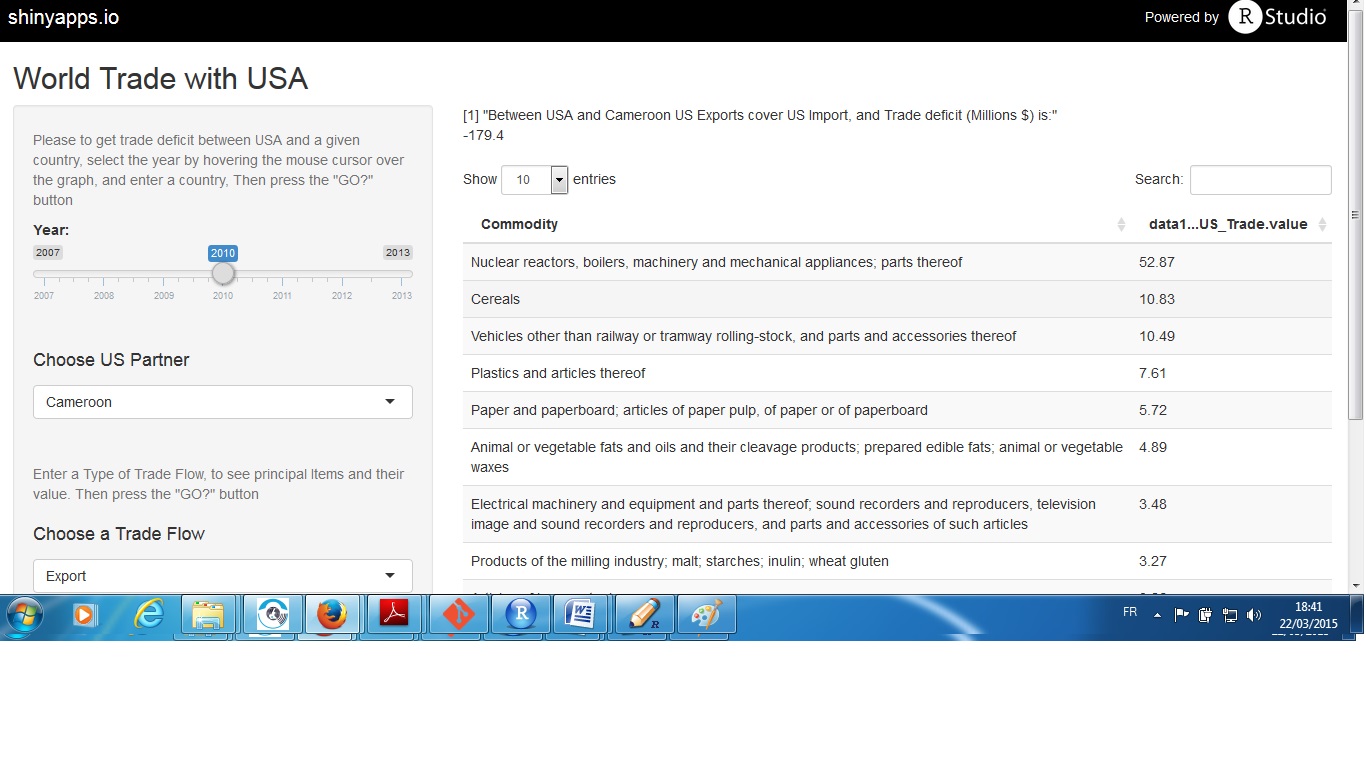 shinyapps.io
Powered by R Studio
World Trade with USA
Please to get trade deficit between USA and a given
country, select the year by hovering the mouse cursor over
the graph, and enter a country, Then press the "GO?"
button
Year:
2007 2010 2013
2007 2008 2009 2010 2011 2012 2013
Choose US Partner
Cameroon
Enter a Type of Trade Flow, to see principal Items and their
value. Then press the "GO?" button
Choose a Trade Flow
Export
[1] "Between USA and Cameroon US Exports cover US Import, and Trade deficit (Millions $) is:"
-179.4
Show 10 entries
Search:
Commodity data1...US_Trade.value
Nuclear reactors, boilers, machinery and mechanical appliances; parts thereof 52.87
Cereals 10.83
Vehicles other than railway or tramway rolling-stock, and parts and accessories thereof 10.49
Plastics and articles thereof 7.61
Paper and paperboard; articles of paper pulp, of paper or of paperboard 5.72
Animal or vegetable fats and oils and their cleavage products; prepared edible fats; animal or vegetable 4.89
waxes
Electrical machinery and equipment and parts thereof; sound recorders and reproducers, television 3.48
image and sound recorders and reproducers, and parts and accessories of such articles
Products of the milling industry; malt; starches; inulin; wheat gluten 3.27
FR
18:41
22/03/2015